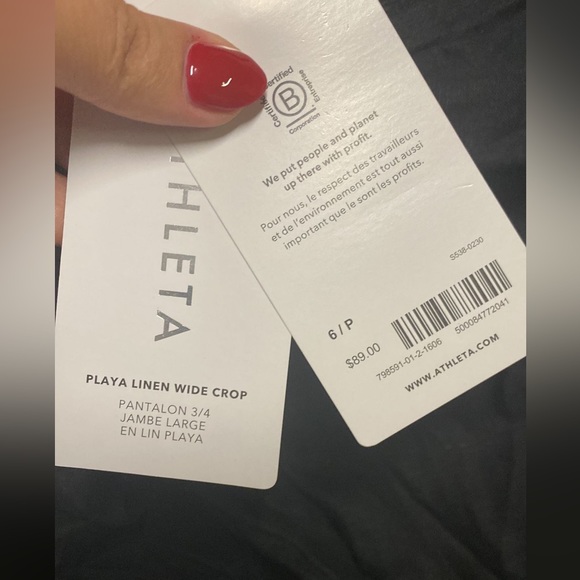 Certified
B
Corporation
Entreprise
We put people and planet
up there with profit.
Pour nous, le respect des travailleurs
et de l'environnement est tout aussi
important que le sont les profits.
S538-0230
6 / P
$89.00
798591-01-2-1606 500084772041
WWW.ATHLETA.COM
THLETA
PLAYA LINEN WIDE CROP
PANTALON 3/4
JAMBE LARGE
EN LIN PLAYA